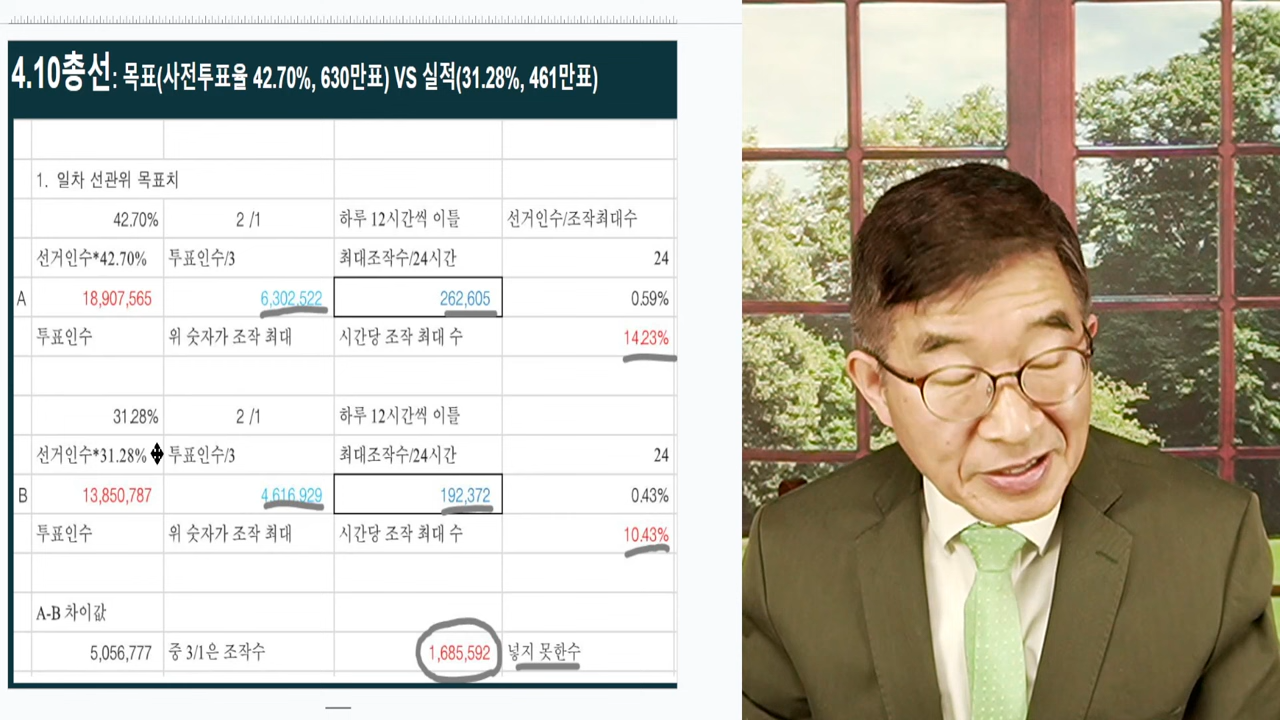 4.10총선: 목표(사전투표율 42.70%, 630만표) VS 실적(31.28%, 461만표)
1. 일차 선관위 목표치
42.70% 2 /1 하루 12시간씩 이틀 선거인수/조작최대수
선거인수*42.70% 투표인수/3 최대조작수/24시간 24
A 18,907,565 6,302,522 262,605 0.59%
투표인수 위 숫자가 조작 최대 시간당 조작 최대 수 14.23%
31.28% 2 /1 하루 12시간씩 이틀
선거인수*31.28% 투표인수/3 최대조작수/24시간 24
B 13,850,787 4,616,929 192,372 0.43%
투표인수 위 숫자가 조작 최대 시간당 조작 최대 수 10.43%
A-B 차이값
5,056,777 중 3/1은 조작수 1,685,592 넣지 못한수